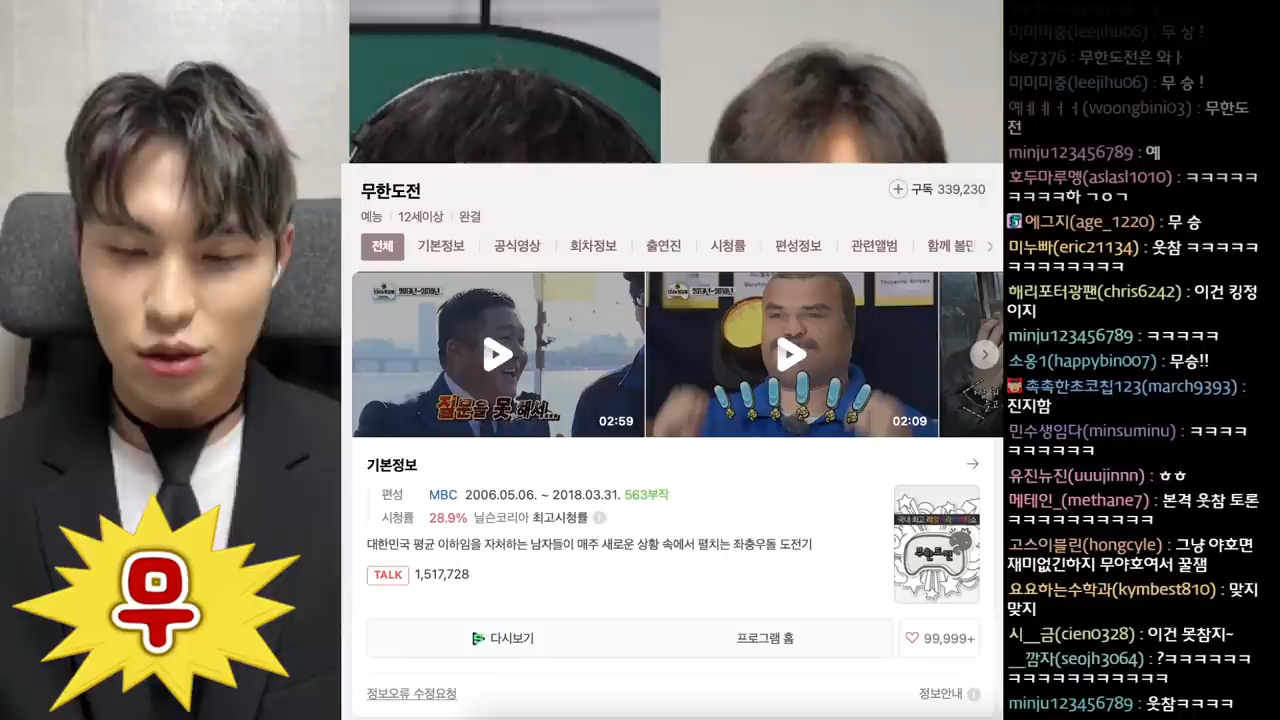 무한도전
구독 339,230
예능 12세이상 완결
전체 기본정보 공식영상 회차정보 출연진 시청률 편성정보 관련앨범 함께 볼만
질문을 못 해서...
02:59
02:09
기본정보
편성 MBC 2006.05.06. ~ 2018.03.31. 563부작
시청률 28.9% 닐슨코리아 최고시청률
대한민국 평균 이하임을 자처하는 남자들이 매주 새로운 상황 속에서 펼치는 좌충우돌 도전기
TALK 1,517,728
무한도전
다시보기 프로그램 홈 99,999+
정보오류 수정요청 정보안내
무
미미미충(leejihu06) : 무 상 !
lse7376 : 무한도전은 와ㅏ
미미미충(leejihu06) : 무 승 !
예ㅔㅔㅓㅓ(woongbini03) : 무한도
전
minju123456789 : 예
호두마루멩(aslasl1010) : ㅋㅋㅋㅋㅋ
ㅋㅋㅋㅋ하 ㄱㅇㄱ
에그지(age_1220) : 무 승
미누빠(eric21134) : 웃참 ㅋㅋㅋㅋㅋ
ㅋㅋㅋㅋㅋㅋㅋㅋㅋ
해리포터광팬(chris6242) : 이건 킹정
이지
minju123456789 : ㅋㅋㅋㅋㅋ
소옹1(happybin007) : 무승!!
촉촉한초코칩123(march9393) :
진지함
민수생임다(minsuminu) : ㅋㅋㅋㅋ
ㅋㅋㅋㅋㅋㅋ
유진뉴진(uuujinnn) : ㅎㅎ
메테인_(methane7) : 본격 웃참 토론
ㅋㅋㅋㅋㅋㅋㅋㅋㅋㅋ
고스이블린(hongcyle) : 그냥 야호면
재미없긴하지 무야호여서 꿀잼
요요하는수학과(kymbest810) : 맞지
맞지
시__금(cien0328) : 이건 못참지~
__깜자(seojh3064) : ?ㅋㅋㅋㅋㅋㅋ
ㅋㅋㅋㅋㅋㅋㅋㅋㅋㅋㅋ
minju123456789 : 웃참ㅋㅋㅋㅋ